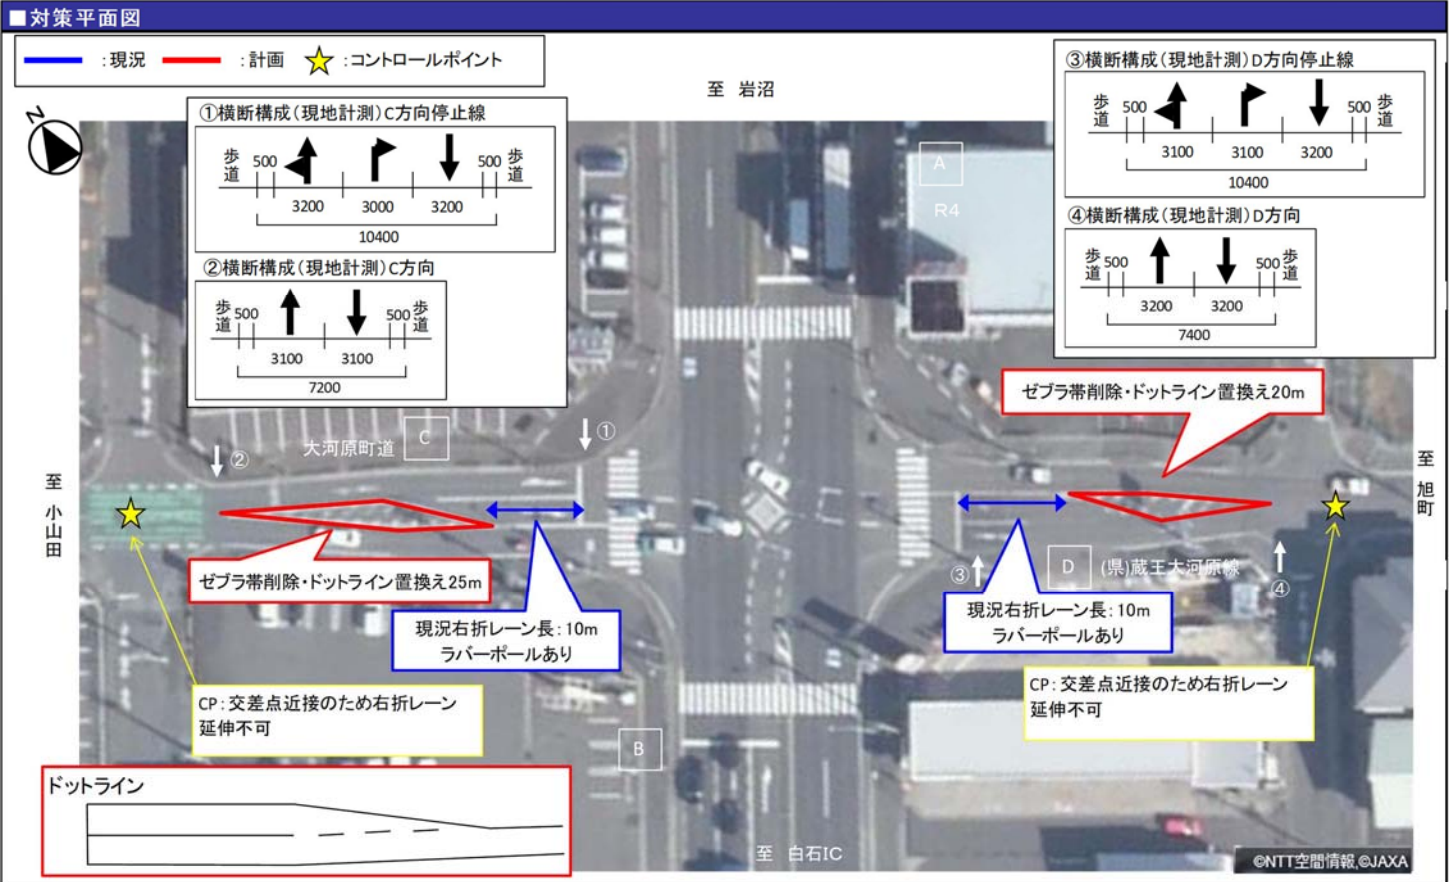 ■対策平面図
:現況
:計画
:コントロールポイント
至 岩沼
N
①横断構成(現地計測)C方向停止線
歩道
500
500
歩道
3200
3000
3200
10400
②横断構成(現地計測)C方向
歩道
500
500
歩道
3100
3100
7200
③横断構成(現地計測)D方向停止線
歩道
500
500
歩道
3100
3100
3200
10400
④横断構成(現地計測)D方向
歩道
500
500
歩道
3200
3200
7400
A
R4
ゼブラ帯削除・ドットライン置換え20m
大河原町道
C
①
②
至 小山田
至 旭町
ゼブラ帯削除・ドットライン置換え25m
現況右折レーン長:10m
ラバーポールあり
③
D
(県)蔵王大河原線
④
現況右折レーン長:10m
ラバーポールあり
CP:交差点近接のため右折レーン
延伸不可
CP:交差点近接のため右折レーン
延伸不可
B
ドットライン
至 白石IC
©NTT空間情報,©JAXA